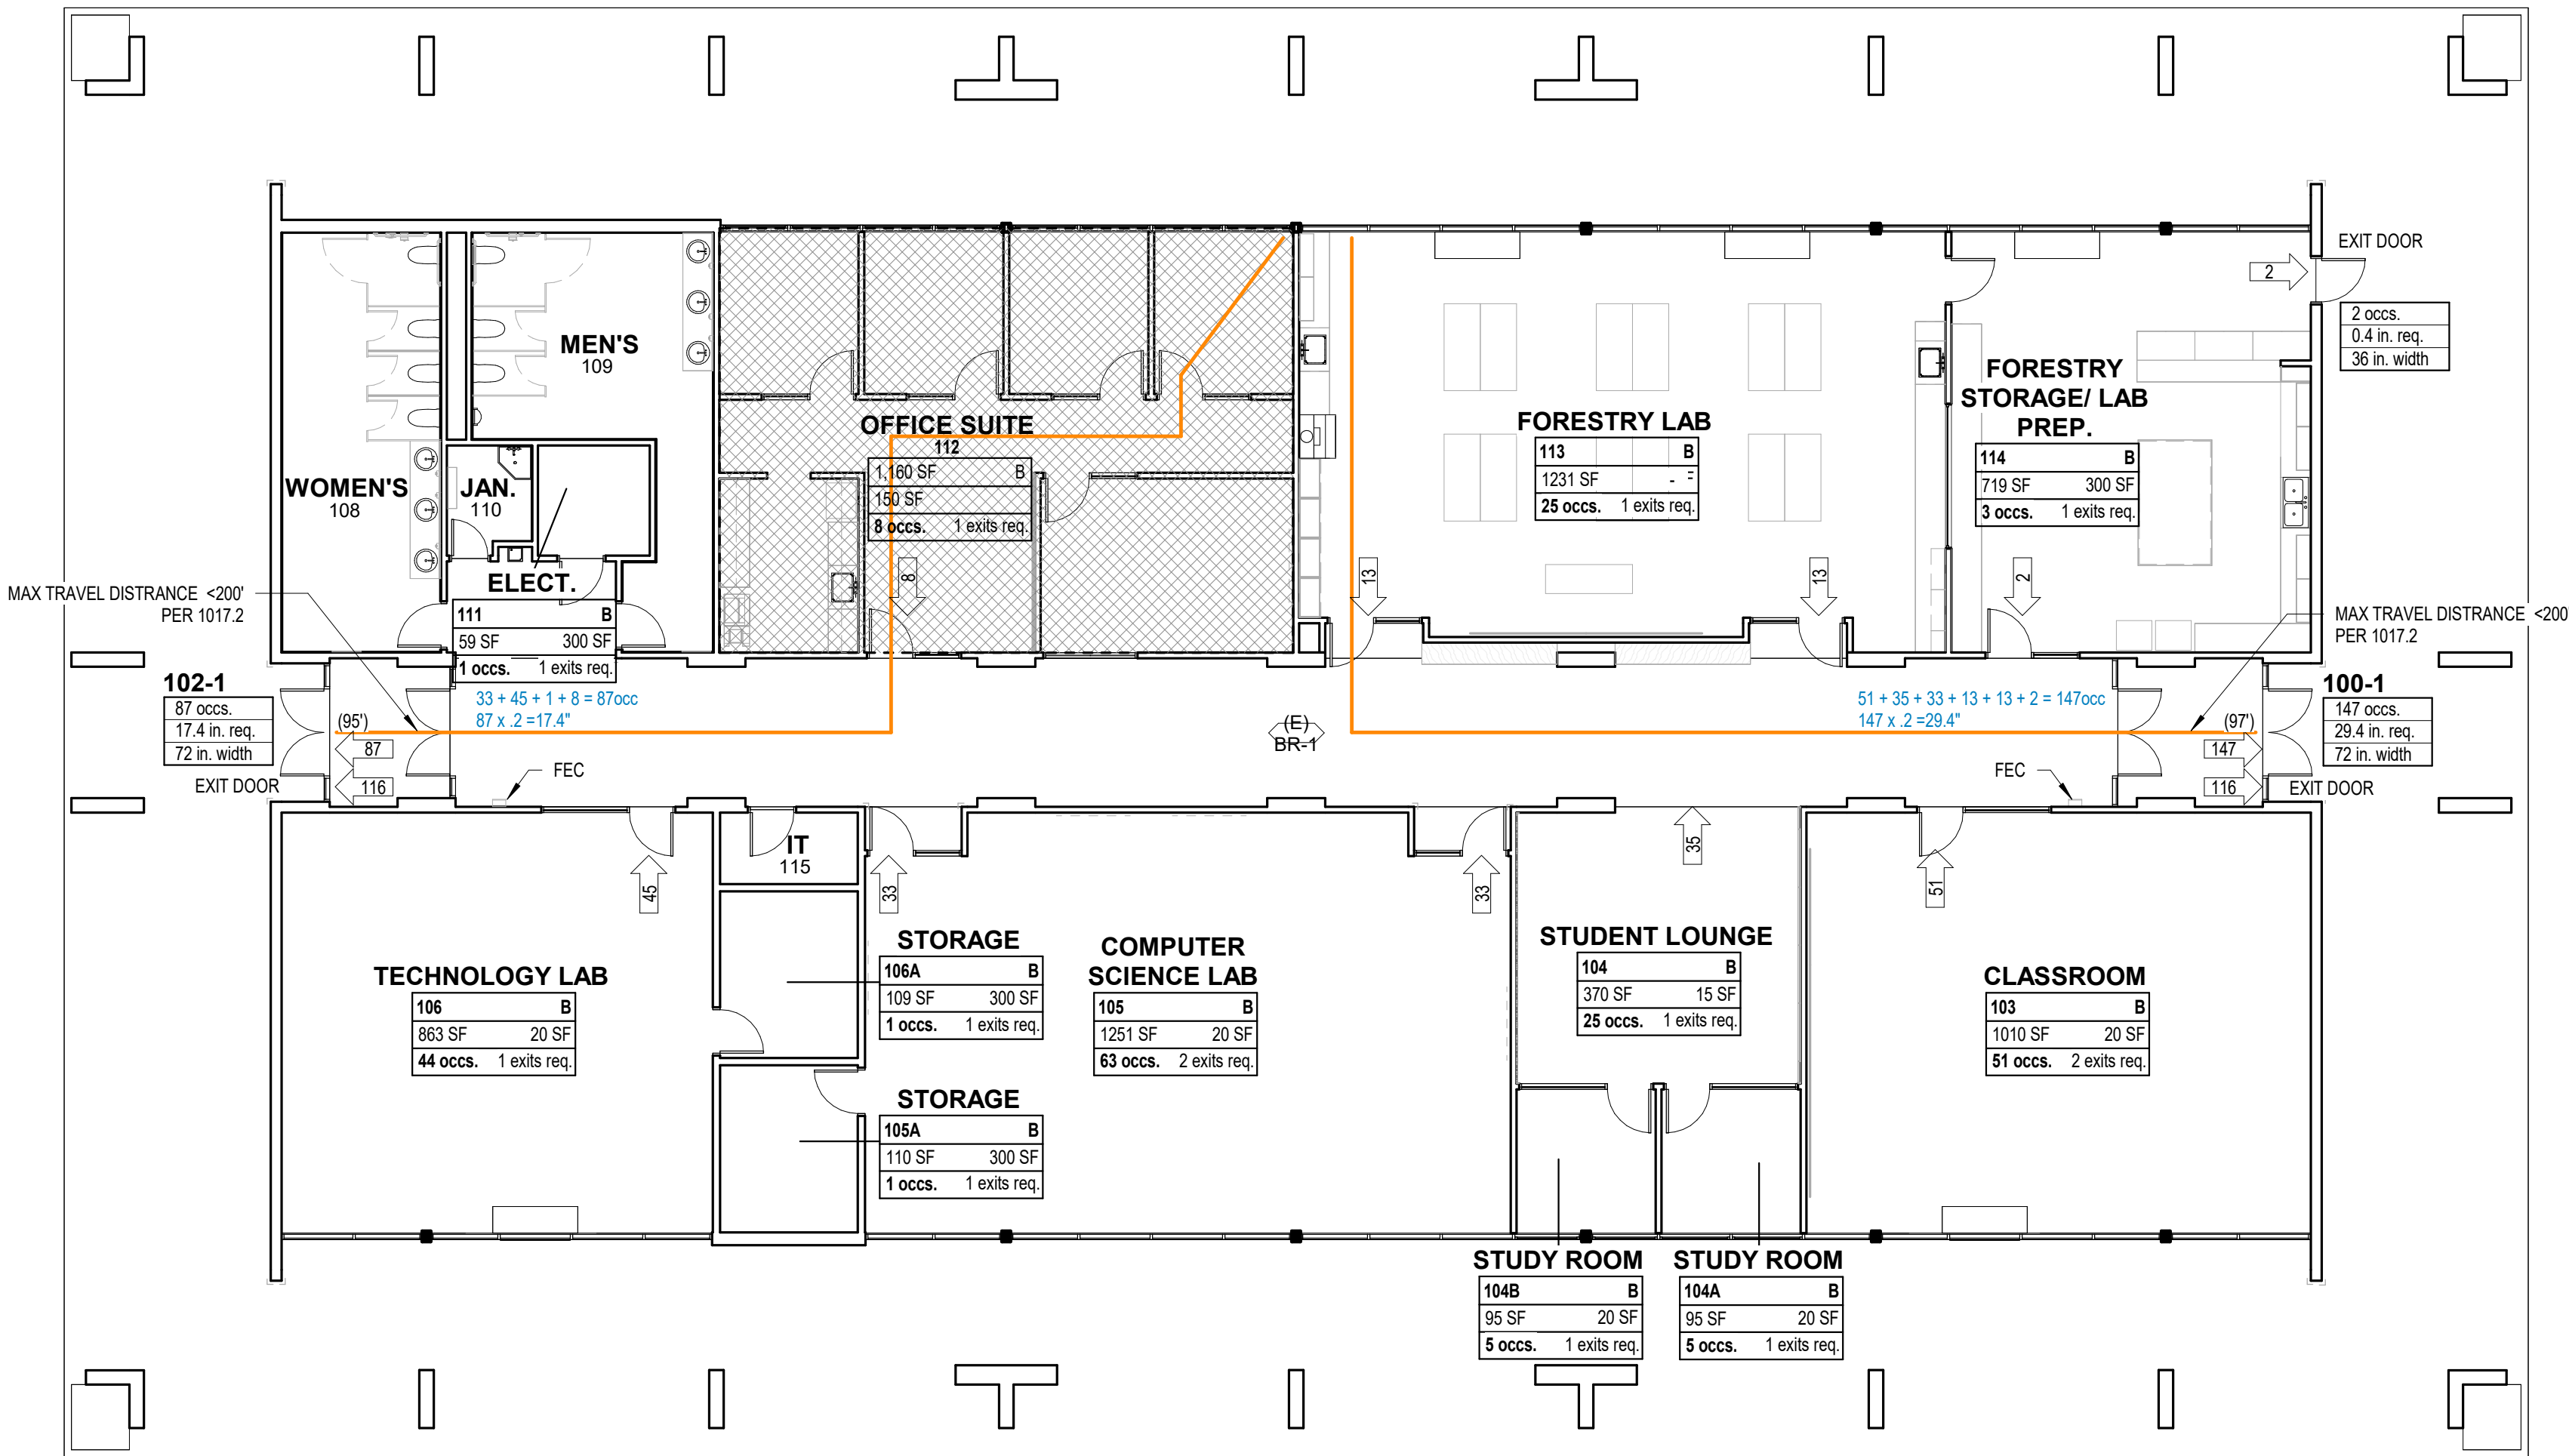 EXIT DOOR
2
2 occs.
0.4 in. req.
36 in. width
MEN'S
109
WOMEN'S
108
JAN.
110
ELECT.
111 B
59 SF 300 SF
1 occs. 1 exits req.
OFFICE SUITE
112
1,160 SF B
150 SF
8 occs. 1 exits req.
8
FORESTRY LAB
113 B
1231 SF -
25 occs. 1 exits req.
13
13
FORESTRY
STORAGE/ LAB
PREP.
114 B
719 SF 300 SF
3 occs. 1 exits req.
2
MAX TRAVEL DISTRANCE <200'
PER 1017.2
MAX TRAVEL DISTRANCE <200
PER 1017.2
102-1
87 occs.
17.4 in. req.
72 in. width
EXIT DOOR
(95')
87
116
33 + 45 + 1 + 8 = 87occ
87 x .2 =17.4"
FEC
(E)
BR-1
51 + 35 + 33 + 13 + 13 + 2 = 147occ
147 x .2 =29.4"
FEC
(97')
147
116
100-1
147 occs.
29.4 in. req.
72 in. width
EXIT DOOR
45
IT
115
33
33
35
51
TECHNOLOGY LAB
106 B
863 SF 20 SF
44 occs. 1 exits req.
STORAGE
106A B
109 SF 300 SF
1 occs. 1 exits req.
STORAGE
105A B
110 SF 300 SF
1 occs. 1 exits req.
COMPUTER
SCIENCE LAB
105 B
1251 SF 20 SF
63 occs. 2 exits req.
STUDENT LOUNGE
104 B
370 SF 15 SF
25 occs. 1 exits req.
CLASSROOM
103 B
1010 SF 20 SF
51 occs. 2 exits req.
STUDY ROOM
104B B
95 SF 20 SF
5 occs. 1 exits req.
STUDY ROOM
104A B
95 SF 20 SF
5 occs. 1 exits req.